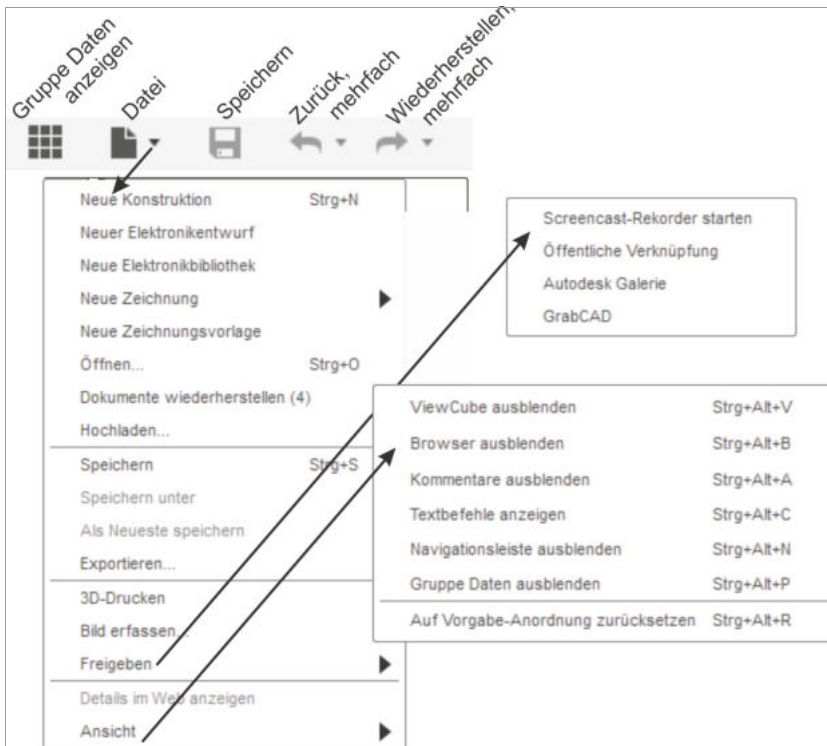 Gruppe Daten
anzeigen
Datei
Speichern
Zurück,
mehrfach
Wiederherstellen,
mehrfach
Neue Konstruktion Strg+N
Neuer Elektronikentwurf
Neue Elektronikbibliothek
Neue Zeichnung
Neue Zeichnungsvorlage
Öffnen... Strg+O
Dokumente wiederherstellen (4)
Hochladen...
Speichern Strg+S
Speichern unter
Als Neueste speichern
Exportieren...
3D-Drucken
Bild erfassen...
Freigeben
Details im Web anzeigen
Ansicht
Screencast-Rekorder starten
Öffentliche Verknüpfung
Autodesk Galerie
GrabCAD
ViewCube ausblenden Strg+Alt+V
Browser ausblenden Strg+Alt+B
Kommentare ausblenden Strg+Alt+A
Textbefehle anzeigen Strg+Alt+C
Navigationsleiste ausblenden Strg+Alt+N
Gruppe Daten ausblenden Strg+Alt+P
Auf Vorgabe-Anordnung zurücksetzen Strg+Alt+R